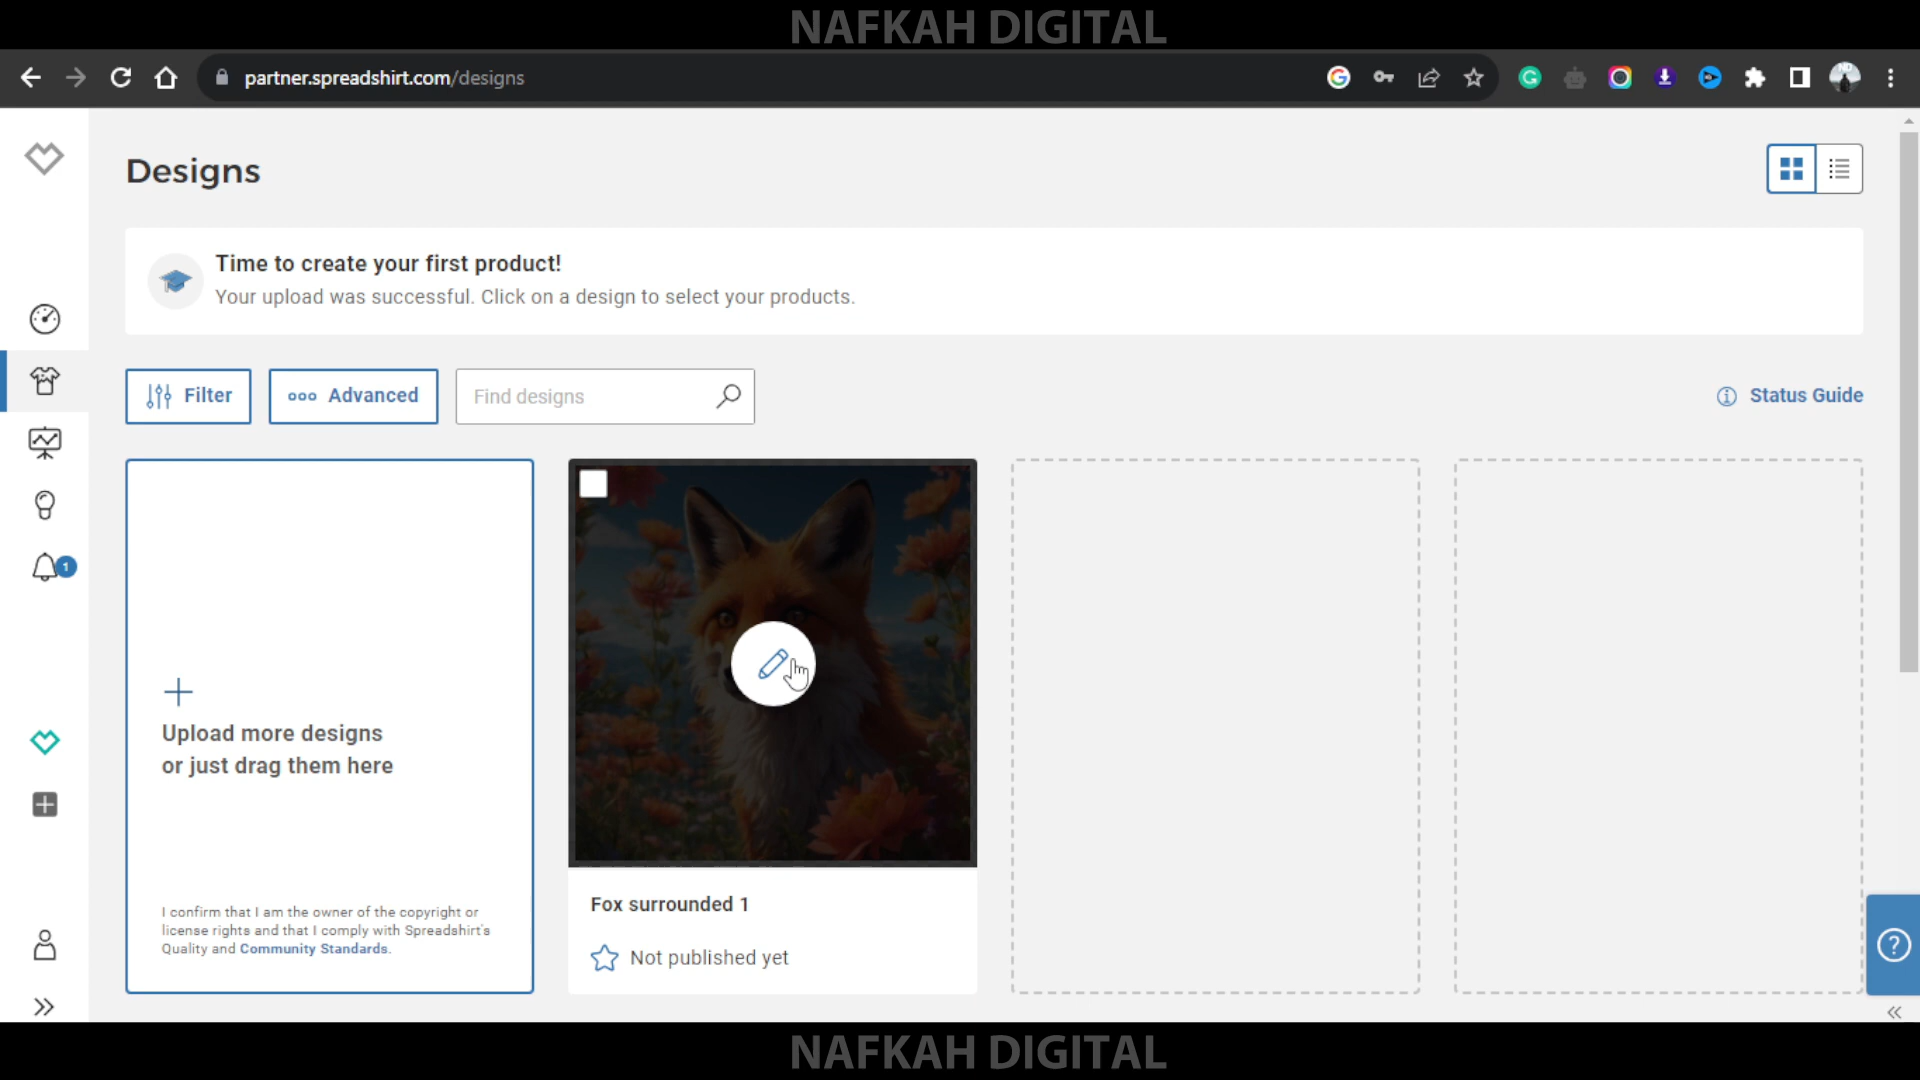 NAFKAH DIGITAL
partner.spreadshirt.com/designs
Designs
Time to create your first product!
Your upload was successful. Click on a design to select your products.
Filter
Advanced
Find designs
Status Guide
1
Upload more designs
or just drag them here
I confirm that I am the owner of the copyright or
license rights and that I comply with Spreadshirt's
Quality and Community Standards.
Fox surrounded 1
Not published yet
NAFKAH DIGITAL